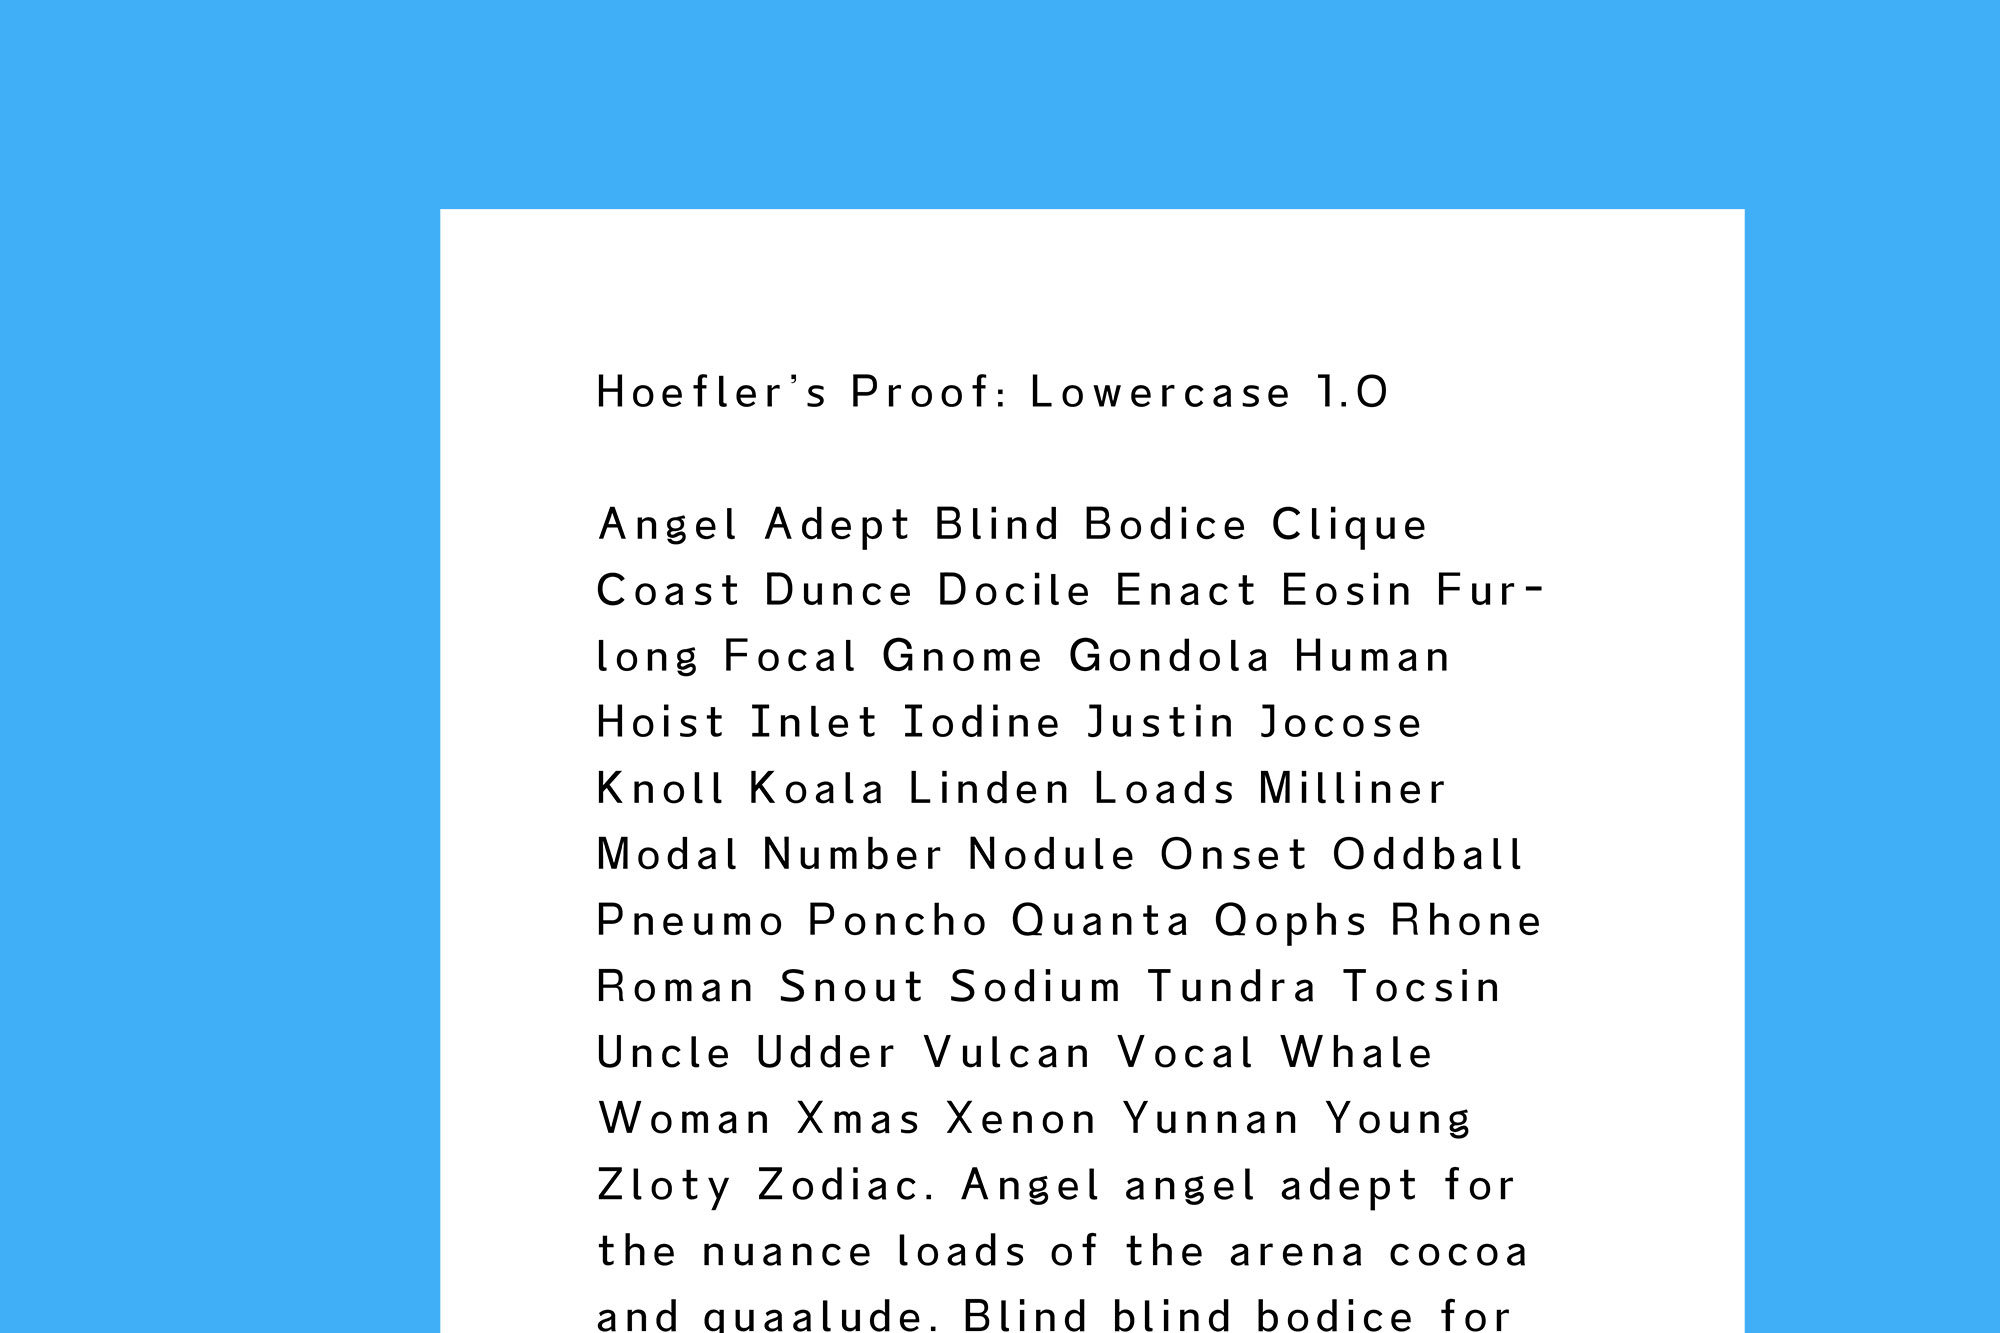 Hoefler’s Proof: Lowercase 1.0
Angel Adept Blind Bodice Clique
Coast Dunce Docile Enact Eosin Fur-
long Focal Gnome Gondola Human
Hoist Inlet Iodine Justin Jocose
Knoll Koala Linden Loads Milliner
Modal Number Nodule Onset Oddball
Pneumo Poncho Quanta Qophs Rhone
Roman Snout Sodium Tundra Tocsin
Uncle Udder Vulcan Vocal Whale
Woman Xmas Xenon Yunnan Young
Zloty Zodiac. Angel angel adept for
the nuance loads of the arena cocoa
and quaalude. Blind blind bodice for